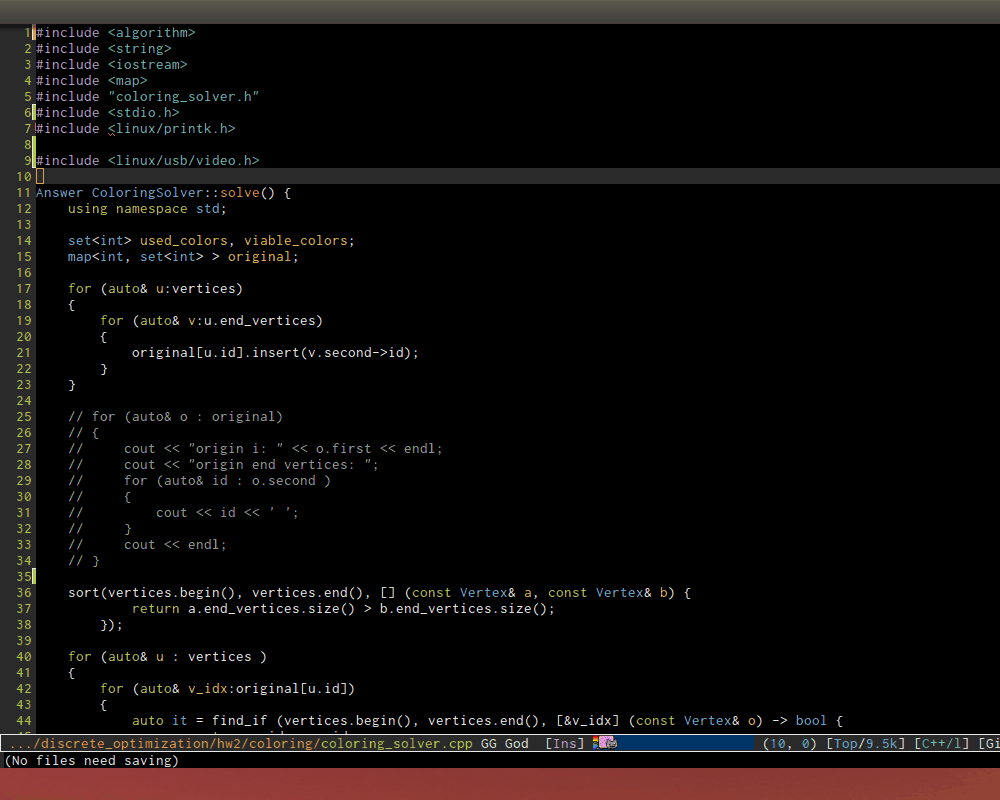 1 #include <algorithm>
2 #include <string>
3 #include <iostream>
4 #include <map>
5 #include "coloring_solver.h"
6 #include <stdio.h>
7 #include <linux/printk.h>
8
9 #include <linux/usb/video.h>
10
11 Answer ColoringSolver::solve() {
12     using namespace std;
13
14     set<int> used_colors, viable_colors;
15     map<int, set<int> > original;
16
17     for (auto& u:vertices)
18     {
19         for (auto& v:u.end_vertices)
20         {
21             original[u.id].insert(v.second->id);
22         }
23     }
24
25     // for (auto& o : original)
26     // {
27     //     cout << "origin i: " << o.first << endl;
28     //     cout << "origin end vertices: ";
29     //     for (auto& id : o.second )
30     //     {
31     //         cout << id << ' ';
32     //     }
33     //     cout << endl;
34     // }
35
36     sort(vertices.begin(), vertices.end(), [] (const Vertex& a, const Vertex& b) {
37             return a.end_vertices.size() > b.end_vertices.size();
38         });
39
40     for (auto& u : vertices )
41     {
42         for (auto& v_idx:original[u.id])
43         {
44             auto it = find_if (vertices.begin(), vertices.end(), [&v_idx] (const Vertex& o) -> bool {
.../discrete_optimization/hw2/coloring/coloring_solver.cpp GG God [Ins] (10, 0) [Top/9.5k] [C++/l] [Gi
(No files need saving)